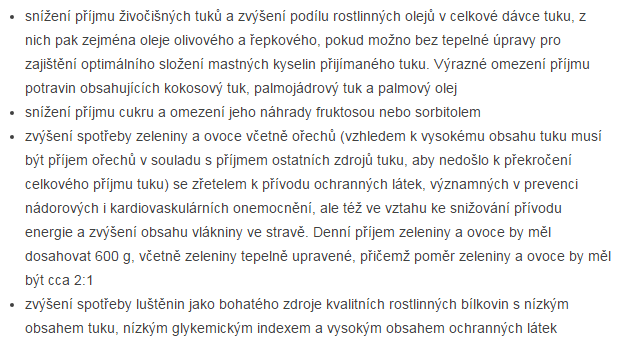 • snížení příjmu živočišných tuků a zvýšení podílu rostlinných olejů v celkové dávce tuku, z
nich pak zejména oleje olivového a řepkového, pokud možno bez tepelné úpravy pro
zajištění optimálního složení mastných kyselin přijímaného tuku. Výrazné omezení příjmu
potravin obsahujících kokosový tuk, palmojádrový tuk a palmový olej
• snížení příjmu cukru a omezení jeho náhrady fruktosou nebo sorbitolem
• zvýšení spotřeby zeleniny a ovoce včetně ořechů (vzhledem k vysokému obsahu tuku musí
být příjem ořechů v souladu s příjmem ostatních zdrojů tuku, aby nedošlo k překročení
celkového příjmu tuku) se zřetelem k přívodu ochranných látek, významných v prevenci
nádorových i kardiovaskulárních onemocnění, ale též ve vztahu ke snižování přívodu
energie a zvýšení obsahu vlákniny ve stravě. Denní příjem zeleniny a ovoce by měl
dosahovat 600 g, včetně zeleniny tepelně upravené, přičemž poměr zeleniny a ovoce by měl
být cca 2:1
• zvýšení spotřeby luštěnin jako bohatého zdroje kvalitních rostlinných bílkovin s nízkým
obsahem tuku, nízkým glykemickým indexem a vysokým obsahem ochranných látek